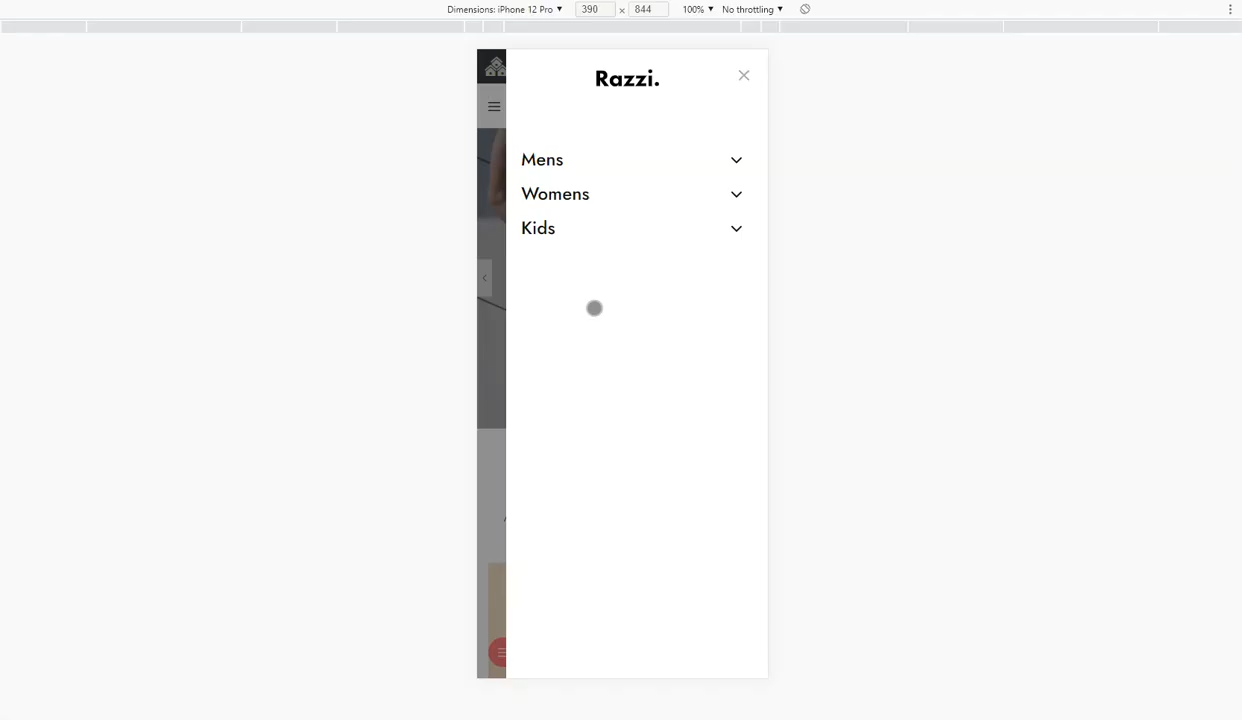 Dimensions: iPhone 12 Pro ▼ 390 × 844 100% ▼ No throttling ▼
Razzi.
Mens
Womens
Kids